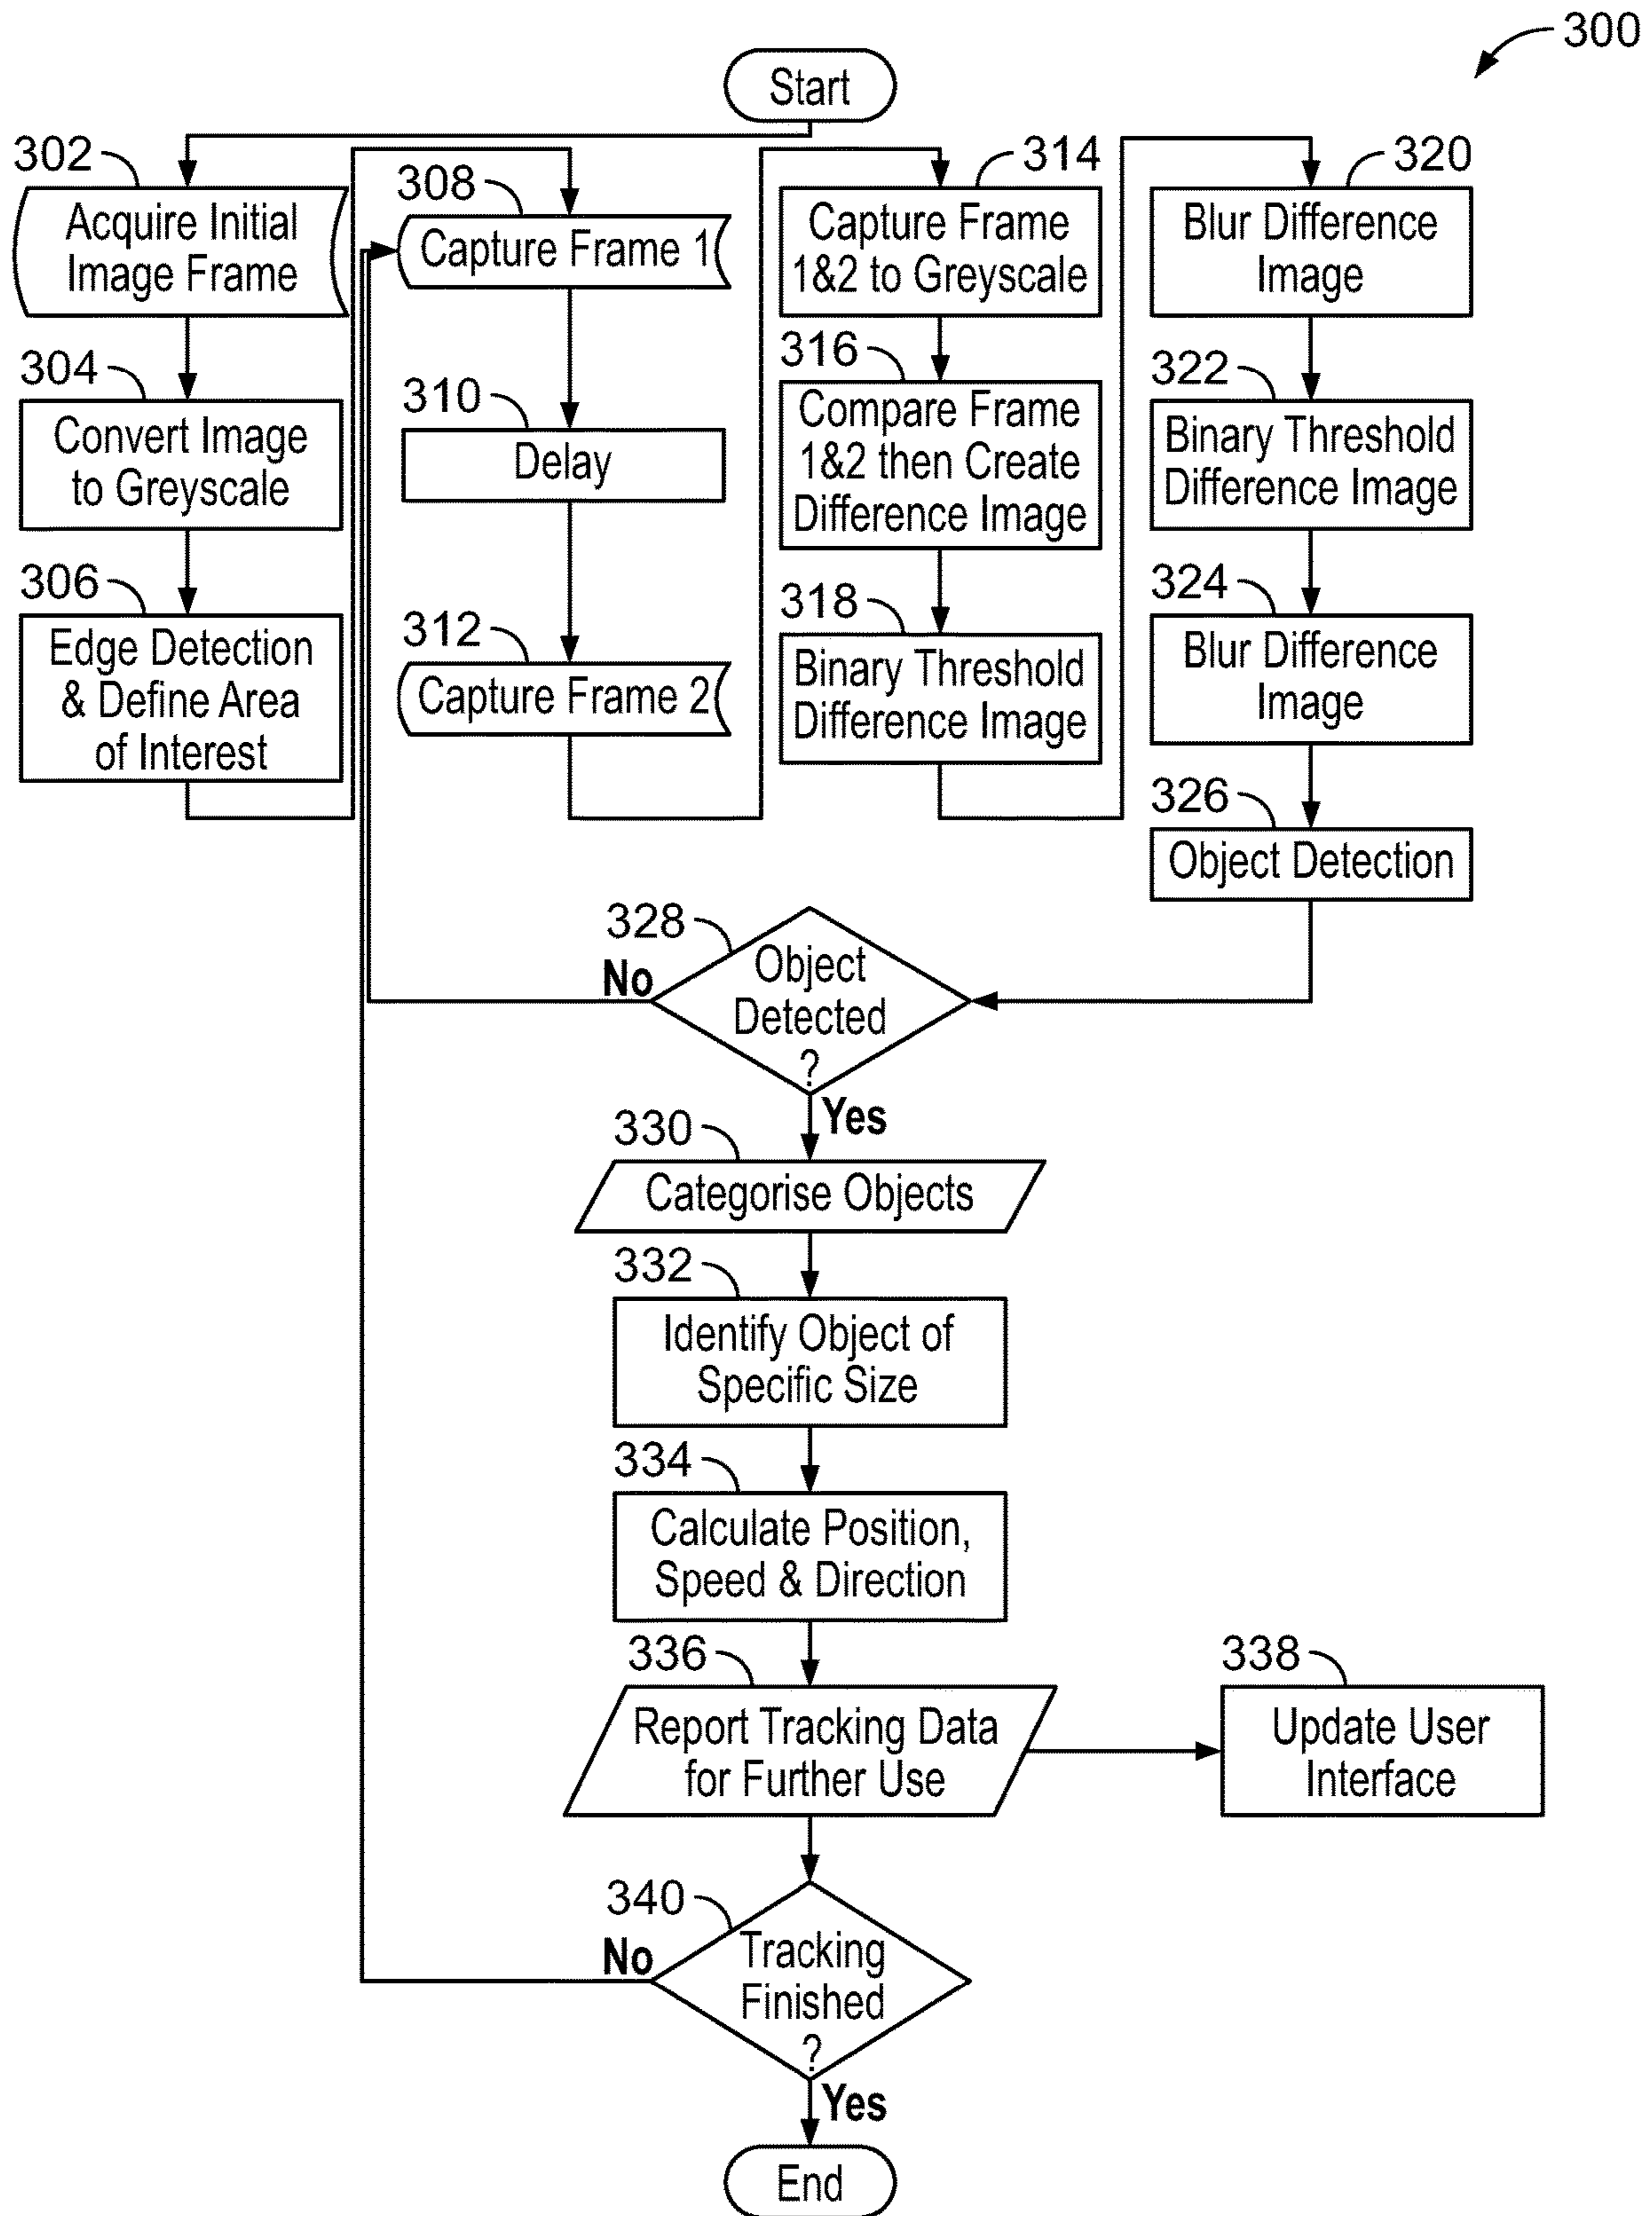 300
Start
302
Acquire Initial
Image Frame
304
Convert Image
to Greyscale
306
Edge Detection
& Define Area
of Interest
308
Capture Frame 1
310
Delay
312
Capture Frame 2
314
Capture Frame
1&2 to Greyscale
316
Compare Frame
1&2 then Create
Difference Image
318
Binary Threshold
Difference Image
320
Blur Difference
Image
322
Binary Threshold
Difference Image
324
Blur Difference
Image
326
Object Detection
328
Object
Detected
?
No
Yes
330
Categorise Objects
332
Identify Object of
Specific Size
334
Calculate Position,
Speed & Direction
336
Report Tracking Data
for Further Use
338
Update User
Interface
340
Tracking
Finished
?
No
Yes
End